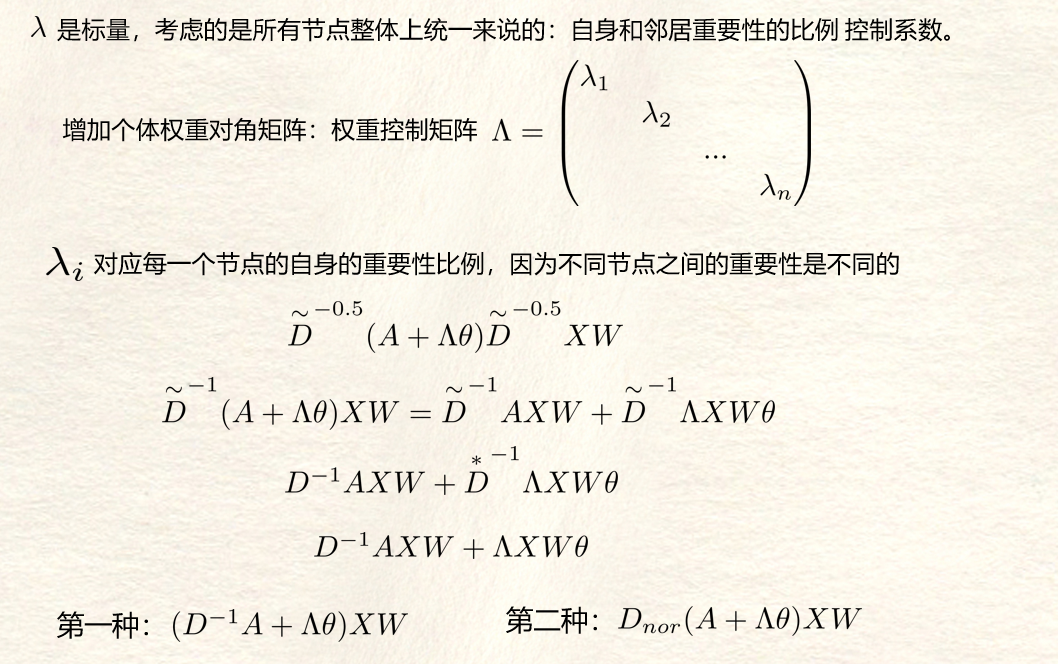 λ 是标量，考虑的是所有节点整体上统一来说的：自身和邻居重要性的比例 控制系数。
增加个体权重对角矩阵：权重控制矩阵 $\Lambda = \begin{pmatrix} \lambda_1 & & & \\ & \lambda_2 & & \\ & & ... & \\ & & & \lambda_n \end{pmatrix}$
$\lambda_i$ 对应每一个节点的自身的重要性比例，因为不同节点之间的重要性是不同的
$\overset{\sim}{D}^{-0.5}(A + \Lambda\theta)\overset{\sim}{D}^{-0.5}XW$
$\overset{\sim}{D}^{-1}(A + \Lambda\theta)XW = \overset{\sim}{D}^{-1}AXW + \overset{\sim}{D}^{-1}\Lambda XW\theta$
$D^{-1}AXW + \overset{*}{D}^{-1}\Lambda XW\theta$
$D^{-1}AXW + \Lambda XW\theta$
第一种：$(D^{-1}A + \Lambda\theta)XW$ 第二种：$D_{nor}(A + \Lambda\theta)XW$